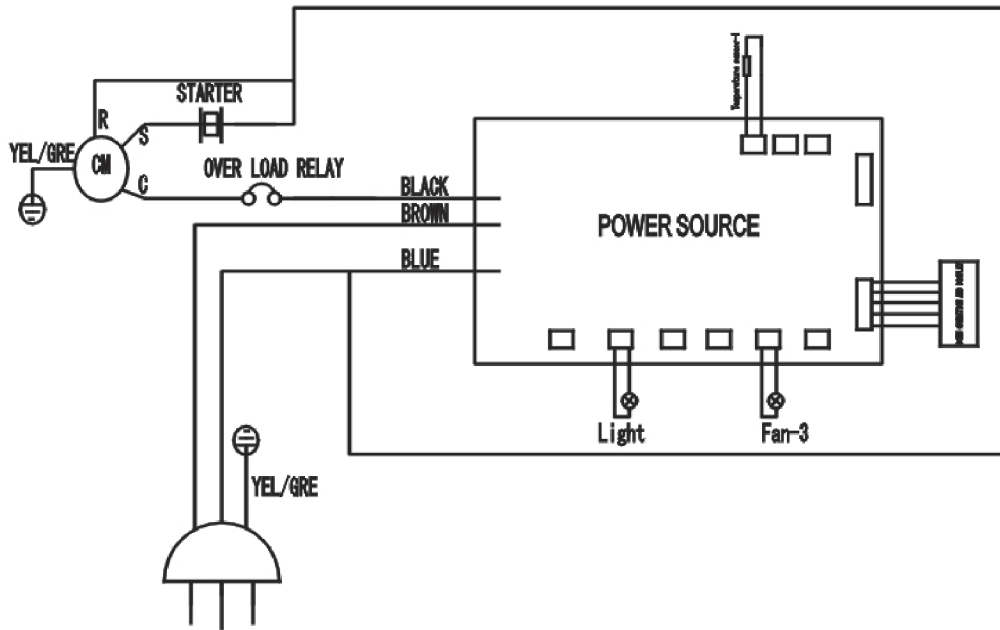 STARTER
R
S
YEL/GRE
CM
C
OVER LOAD RELAY
BLACK
BROWN
BLUE
POWER SOURCE
Light
Fan-3
YEL/GRE